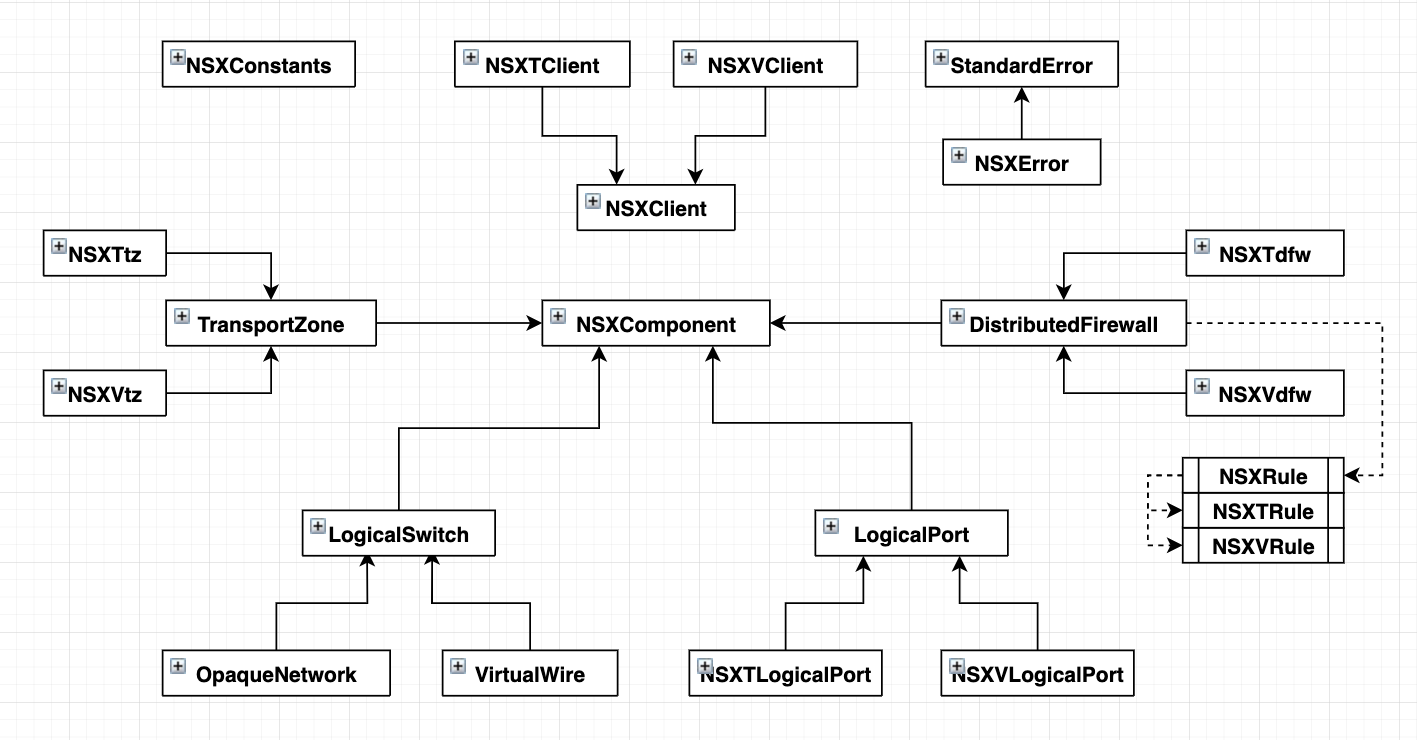 NSXConstants
NSXTClient
NSXVClient
StandardError
NSXError
NSXClient
NSXTtz
NSXTdfw
TransportZone
NSXComponent
DistributedFirewall
NSXVtz
NSXVdfw
NSXRule
NSXTRule
NSXVRule
LogicalSwitch
LogicalPort
OpaqueNetwork
VirtualWire
NSXTLogicalPort
NSXVLogicalPort